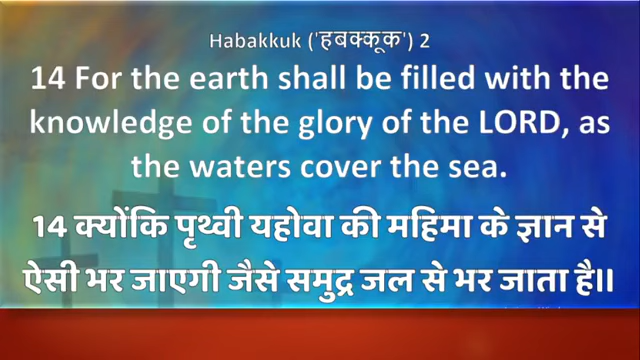 Habakkuk ('हबक्कूक') 2
14 For the earth shall be filled with the
knowledge of the glory of the LORD, as
the waters cover the sea.
14 क्योंकि पृथ्वी यहोवा की महिमा के ज्ञान से
ऐसी भर जाएगी जैसे समुद्र जल से भर जाता है॥